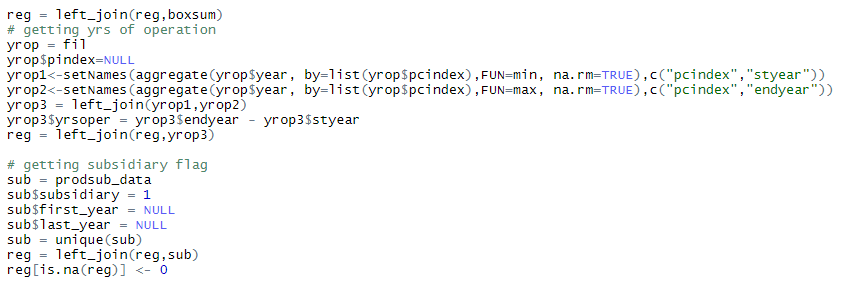 reg = left_join(reg,boxsum)
# getting yrs of operation
yrop = fil
yrop$pindex=NULL
yrop1<-setNames(aggregate(yrop$year, by=list(yrop$pcindex),FUN=min, na.rm=TRUE),c("pcindex","styear"))
yrop2<-setNames(aggregate(yrop$year, by=list(yrop$pcindex),FUN=max, na.rm=TRUE),c("pcindex","endyear"))
yrop3 = left_join(yrop1,yrop2)
yrop3$yrsoper = yrop3$endyear - yrop3$styear
reg = left_join(reg,yrop3)
# getting subsidiary flag
sub = prodsub_data
sub$subsidiary = 1
sub$first_year = NULL
sub$last_year = NULL
sub = unique(sub)
reg = left_join(reg,sub)
reg[is.na(reg)] <- 0